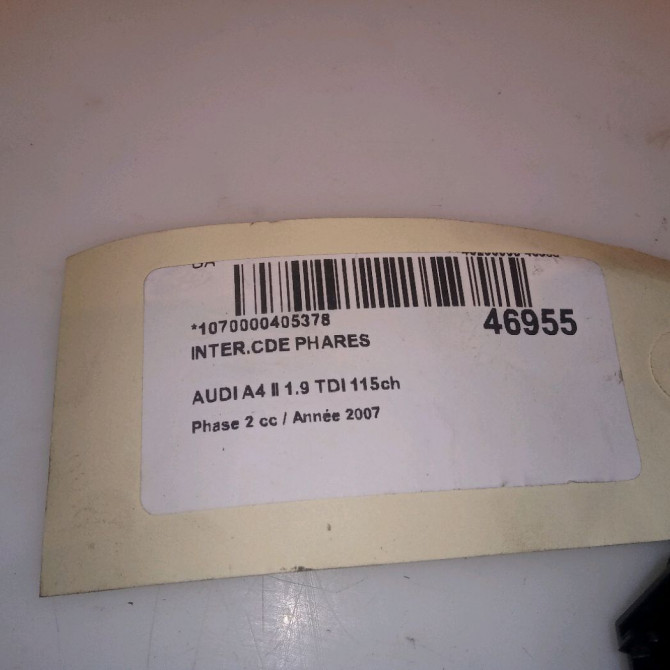 *1070000405378
46955
INTER.CDE PHARES
AUDI A4 II 1.9 TDI 115ch
Phase 2 cc / Année 2007